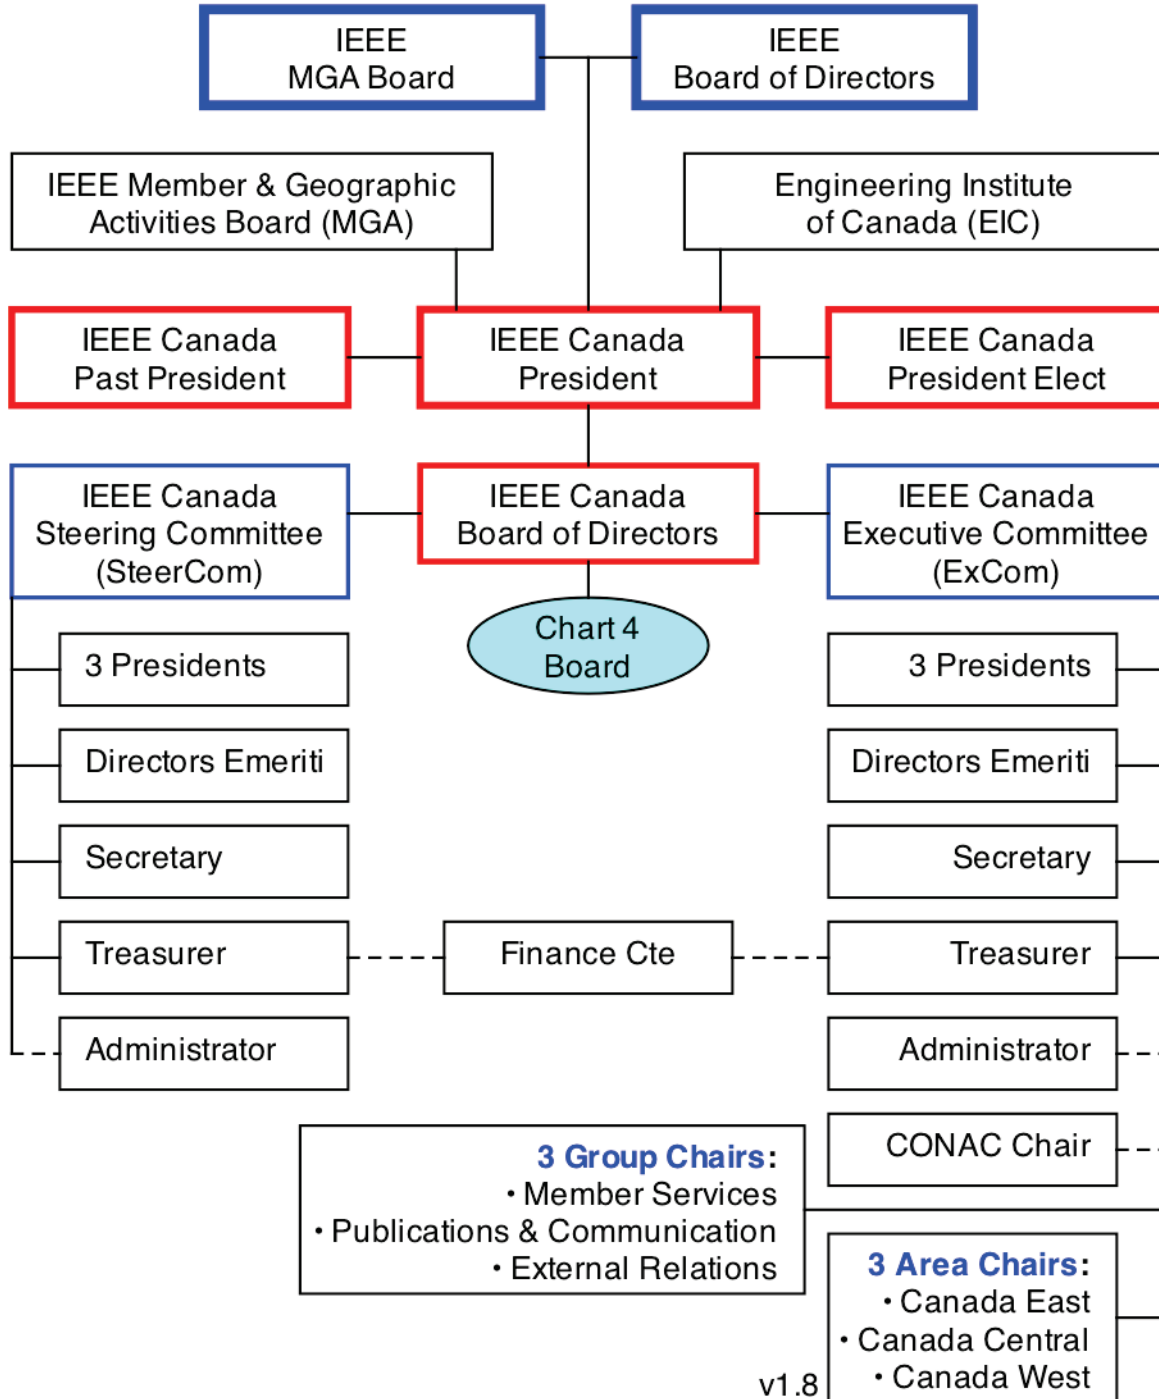 IEEE
MGA Board
IEEE
Board of Directors
IEEE Member & Geographic
Activities Board (MGA)
Engineering Institute
of Canada (EIC)
IEEE Canada
Past President
IEEE Canada
President
IEEE Canada
President Elect
IEEE Canada
Steering Committee
(SteerCom)
IEEE Canada
Board of Directors
IEEE Canada
Executive Committee
(ExCom)
Chart 4
Board
3 Presidents
3 Presidents
Directors Emeriti
Directors Emeriti
Secretary
Secretary
Treasurer
Finance Cte
Treasurer
Administrator
Administrator
CONAC Chair
3 Group Chairs:
• Member Services
• Publications & Communication
• External Relations
3 Area Chairs:
• Canada East
• Canada Central
• Canada West
v1.8